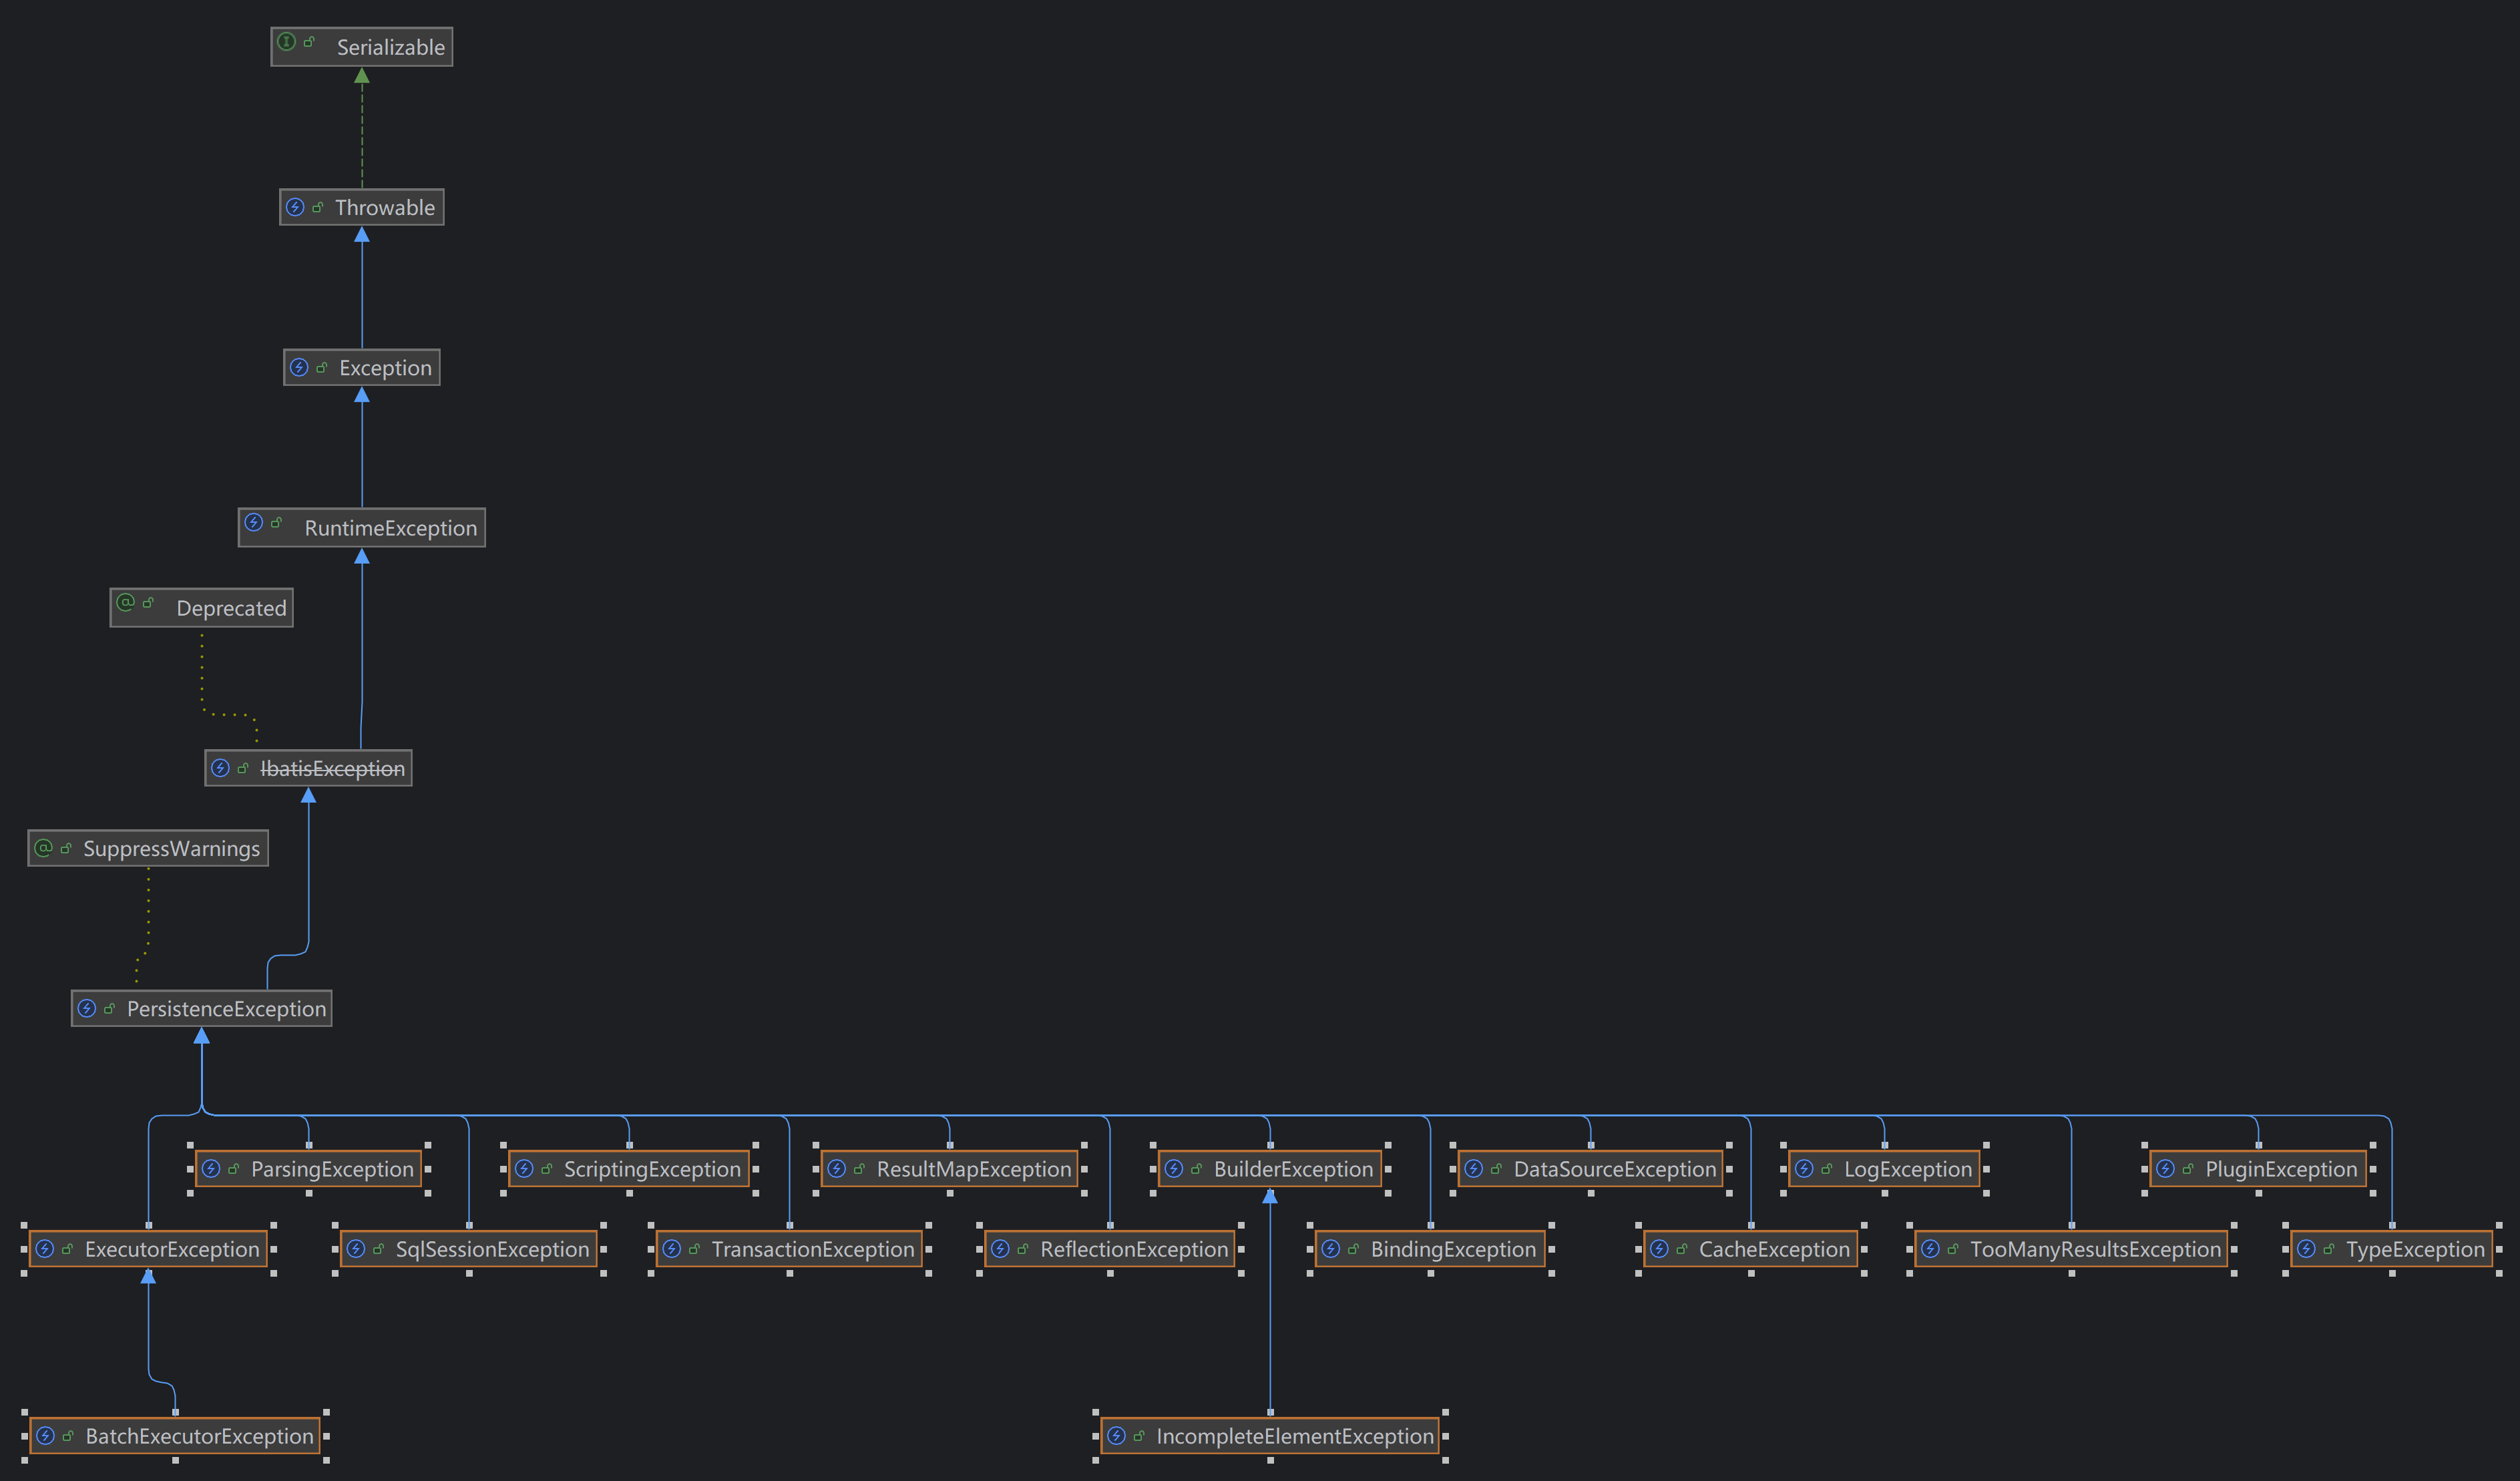 Serializable
Throwable
Exception
RuntimeException
Deprecated
IbatisException
SuppressWarnings
PersistenceException
ParsingException
ScriptingException
ResultMapException
BuilderException
DataSourceException
LogException
PluginException
ExecutorException
SqlSessionException
TransactionException
ReflectionException
BindingException
CacheException
TooManyResultsException
TypeException
BatchExecutorException
IncompleteElementException